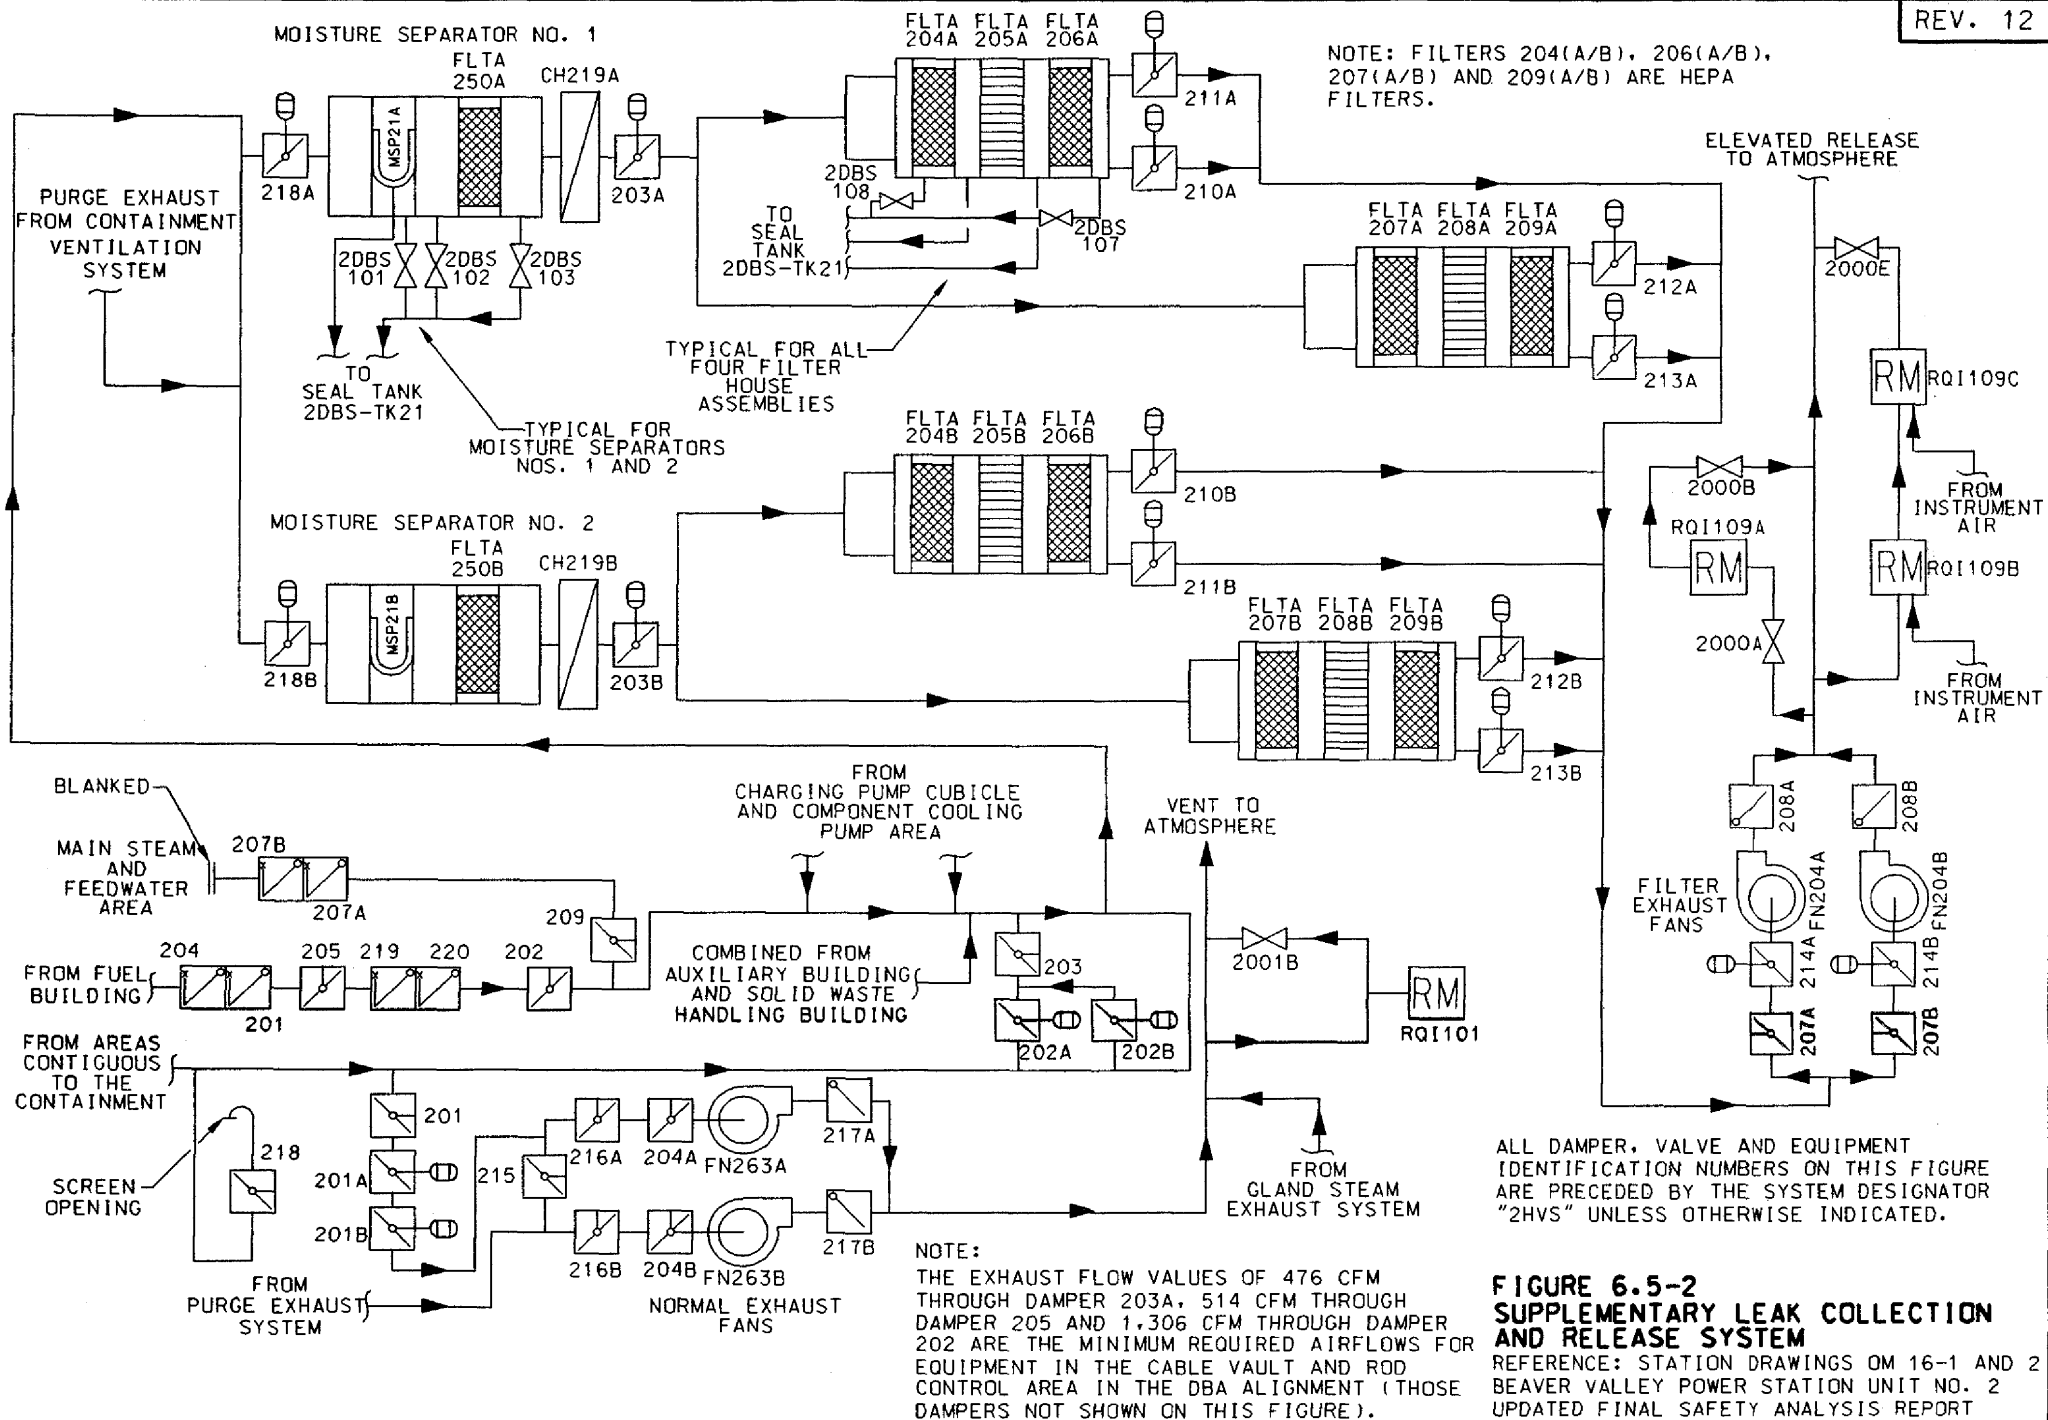 REV. 12
MOISTURE SEPARATOR NO. 1
FLTA
250A
CH219A
MSP21A
218A
203A
PURGE EXHAUST
FROM CONTAINMENT
VENTILATION
SYSTEM
2DBS
101
2DBS
102
2DBS
103
TO
SEAL TANK
2DBS-TK21
TYPICAL FOR
MOISTURE SEPARATORS
NOS. 1 AND 2
FLTA FLTA FLTA
204A 205A 206A
211A
210A
2DBS
108
TO
SEAL
TANK
2DBS-TK21
2DBS
107
TYPICAL FOR ALL
FOUR FILTER
HOUSE
ASSEMBLIES
NOTE: FILTERS 204(A/B), 206(A/B),
207(A/B) AND 209(A/B) ARE HEPA
FILTERS.
FLTA FLTA FLTA
207A 208A 209A
212A
213A
ELEVATED RELEASE
TO ATMOSPHERE
2000E
RM
RQI109C
FROM
INSTRUMENT
AIR
2000B
RQI109A
RM
RM
RQI109B
2000A
FROM
INSTRUMENT
AIR
MOISTURE SEPARATOR NO. 2
FLTA
250B
CH219B
MSP21B
218B
203B
FLTA FLTA FLTA
204B 205B 206B
210B
211B
FLTA FLTA FLTA
207B 208B 209B
212B
213B
208A
208B
FILTER
EXHAUST
FANS
FN204A
FN204B
214A
214B
207A
207B
BLANKED
MAIN STEAM
AND
FEEDWATER
AREA
207B
207A
209
FROM
CHARGING PUMP CUBICLE
AND COMPONENT COOLING
PUMP AREA
VENT TO
ATMOSPHERE
204
205
219
220
202
FROM FUEL
BUILDING
201
COMBINED FROM
AUXILIARY BUILDING
AND SOLID WASTE
HANDLING BUILDING
203
202A
202B
2001B
RM
RQI101
FROM AREAS
CONTIGUOUS
TO THE
CONTAINMENT
SCREEN
OPENING
218
201
201A
201B
215
216A
204A
FN263A
217A
216B
204B
FN263B
217B
NORMAL EXHAUST
FANS
FROM
PURGE EXHAUST
SYSTEM
FROM
GLAND STEAM
EXHAUST SYSTEM
ALL DAMPER, VALVE AND EQUIPMENT
IDENTIFICATION NUMBERS ON THIS FIGURE
ARE PRECEDED BY THE SYSTEM DESIGNATOR
"2HVS" UNLESS OTHERWISE INDICATED.
NOTE:
THE EXHAUST FLOW VALUES OF 476 CFM
THROUGH DAMPER 203A, 514 CFM THROUGH
DAMPER 205 AND 1,306 CFM THROUGH DAMPER
202 ARE THE MINIMUM REQUIRED AIRFLOWS FOR
EQUIPMENT IN THE CABLE VAULT AND ROD
CONTROL AREA IN THE DBA ALIGNMENT (THOSE
DAMPERS NOT SHOWN ON THIS FIGURE).
FIGURE 6.5-2
SUPPLEMENTARY LEAK COLLECTION
AND RELEASE SYSTEM
REFERENCE: STATION DRAWINGS OM 16-1 AND 2
BEAVER VALLEY POWER STATION UNIT NO. 2
UPDATED FINAL SAFETY ANALYSIS REPORT